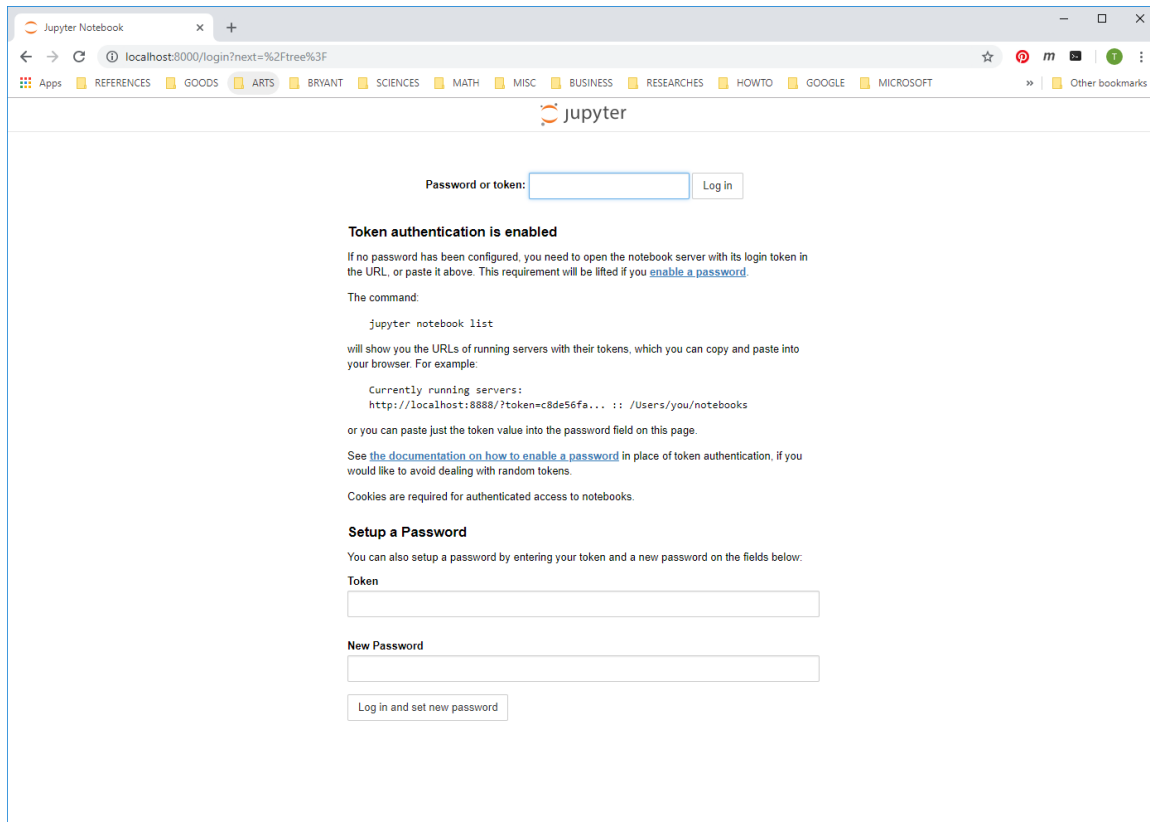 Jupyter Notebook
localhost:8000/login?next=%2Ftree%3F
m
T
Apps REFERENCES GOODS ARTS BRYANT SCIENCES MATH MISC BUSINESS RESEARCHES HOWTO GOOGLE MICROSOFT » Other bookmarks
jupyter
Password or token: Log in
Token authentication is enabled
If no password has been configured, you need to open the notebook server with its login token in
the URL, or paste it above. This requirement will be lifted if you enable a password.
The command:
jupyter notebook list
will show you the URLs of running servers with their tokens, which you can copy and paste into
your browser. For example:
Currently running servers:
http://localhost:8888/?token=c8de56fa... :: /Users/you/notebooks
or you can paste just the token value into the password field on this page.
See the documentation on how to enable a password in place of token authentication, if you
would like to avoid dealing with random tokens.
Cookies are required for authenticated access to notebooks.
Setup a Password
You can also setup a password by entering your token and a new password on the fields below:
Token
New Password
Log in and set new password